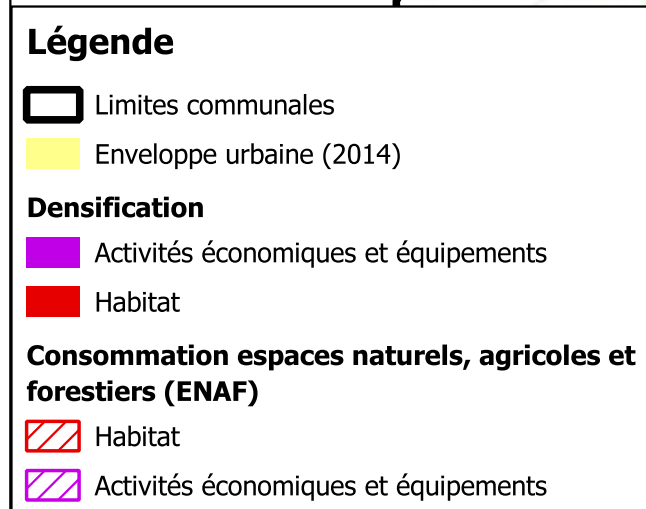 Légende
Limites communales
Enveloppe urbaine (2014)
Densification
Activités économiques et équipements
Habitat
Consommation espaces naturels, agricoles et
forestiers (ENAF)
Habitat
Activités économiques et équipements